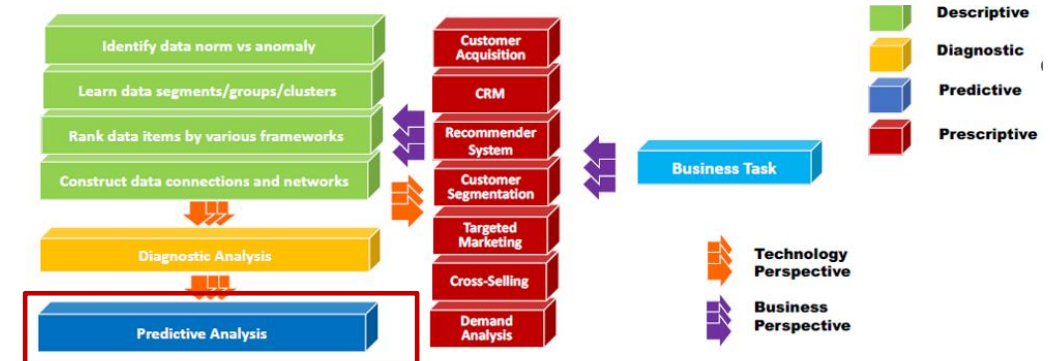 Identify data norm vs anomaly
Learn data segments/groups/clusters
Rank data items by various frameworks
Construct data connections and networks
Diagnostic Analysis
Predictive Analysis
Customer
Acquisition
CRM
Recommender
System
Customer
Segmentation
Targeted
Marketing
Cross-Selling
Demand
Analysis
Business Task
Descriptive
Diagnostic
Predictive
Prescriptive
Technology
Perspective
Business
Perspective